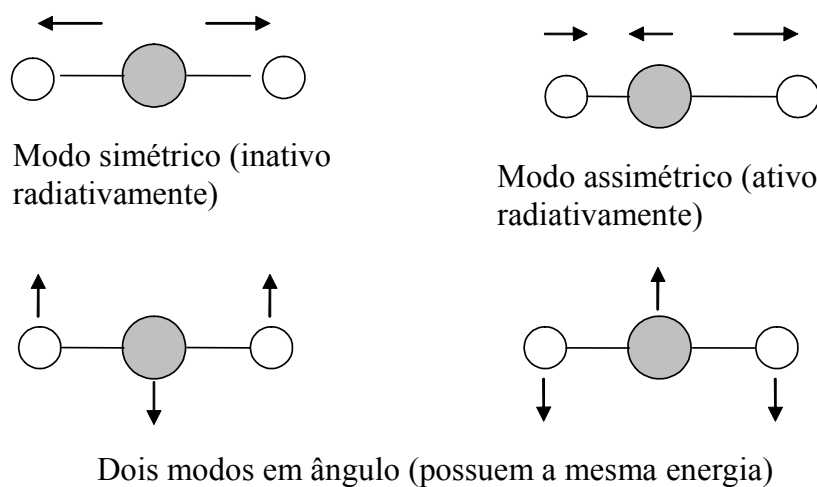 Modo simétrico (inativo
radiativamente)
Modo assimétrico (ativo
radiativamente)
Dois modos em ângulo (possuem a mesma energia)